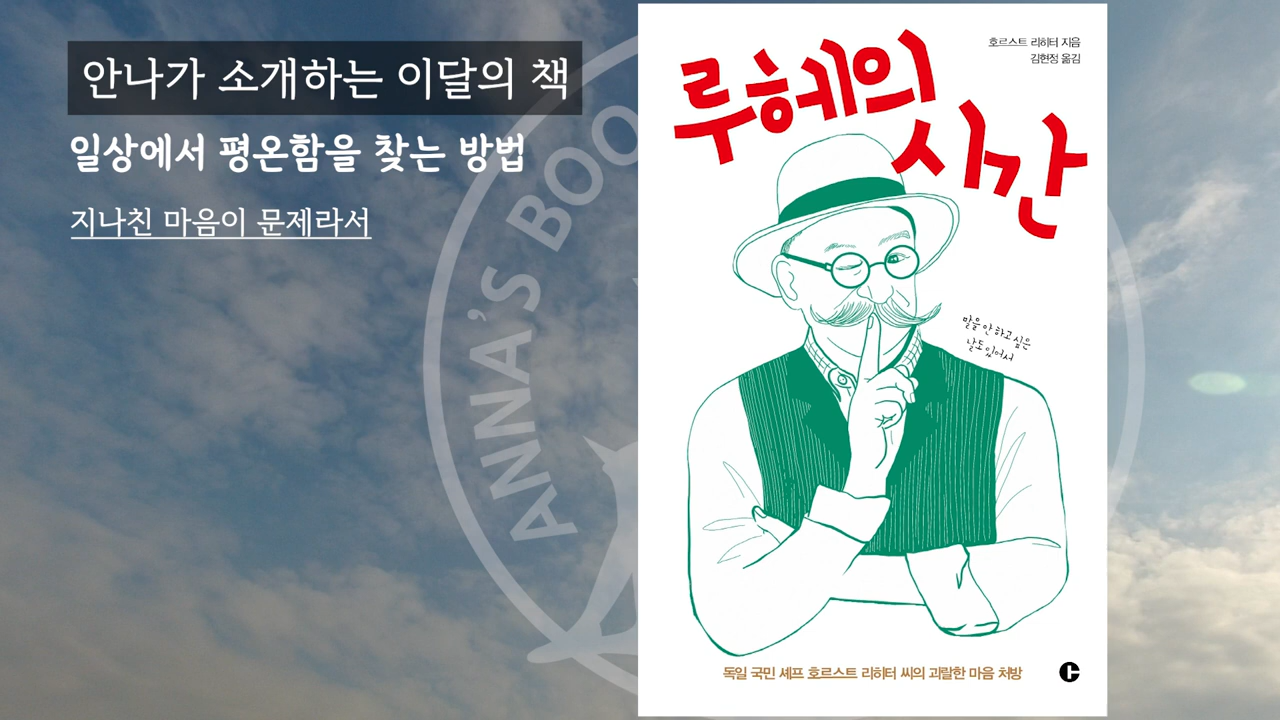 안나가 소개하는 이달의 책
일상에서 평온함을 찾는 방법
지나친 마음이 문제라서
ANNA'S BOO
호르스트 리히터 지음
김현정 옮김
루헤의
시간
말을 안 하고 싶은
날도 있어서
독일 국민 셰프 호르스트 리히터 씨의 괴랄한 마음 처방